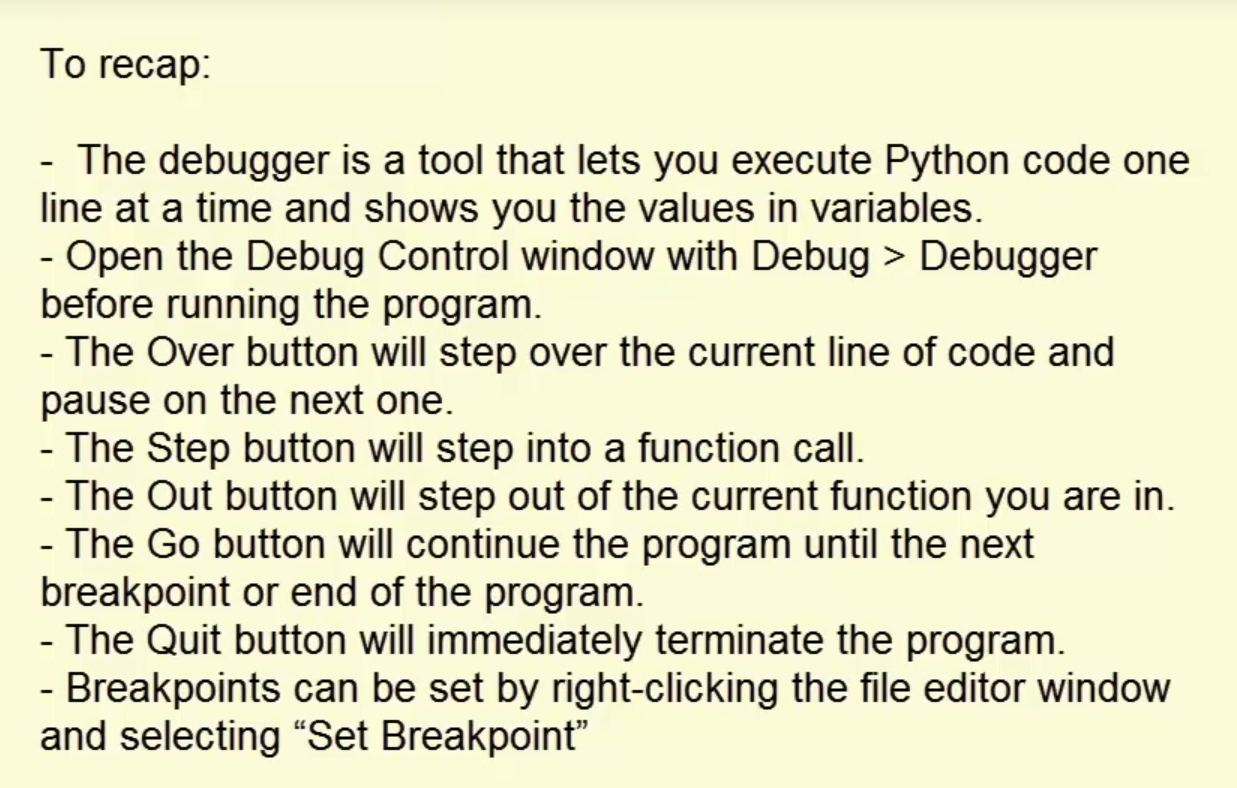 To recap:
-  The debugger is a tool that lets you execute Python code one
line at a time and shows you the values in variables.
- Open the Debug Control window with Debug > Debugger
before running the program.
- The Over button will step over the current line of code and
pause on the next one.
- The Step button will step into a function call.
- The Out button will step out of the current function you are in.
- The Go button will continue the program until the next
breakpoint or end of the program.
- The Quit button will immediately terminate the program.
- Breakpoints can be set by right-clicking the file editor window
and selecting “Set Breakpoint”